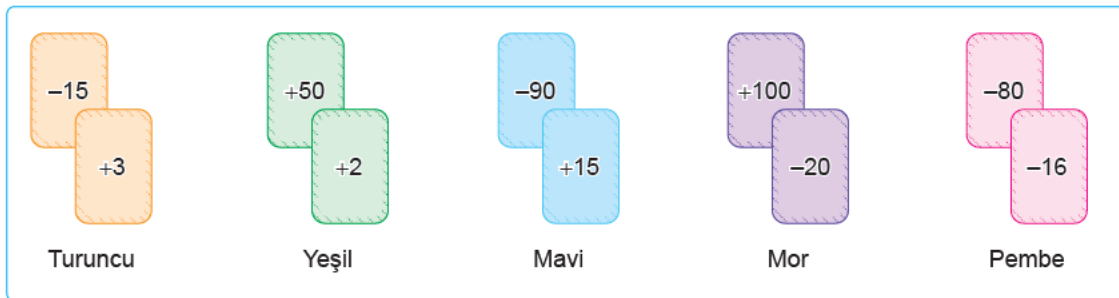 –15 +50 –90 +100 –80
+3 +2 +15 –20 –16
Turuncu Yeşil Mavi Mor Pembe